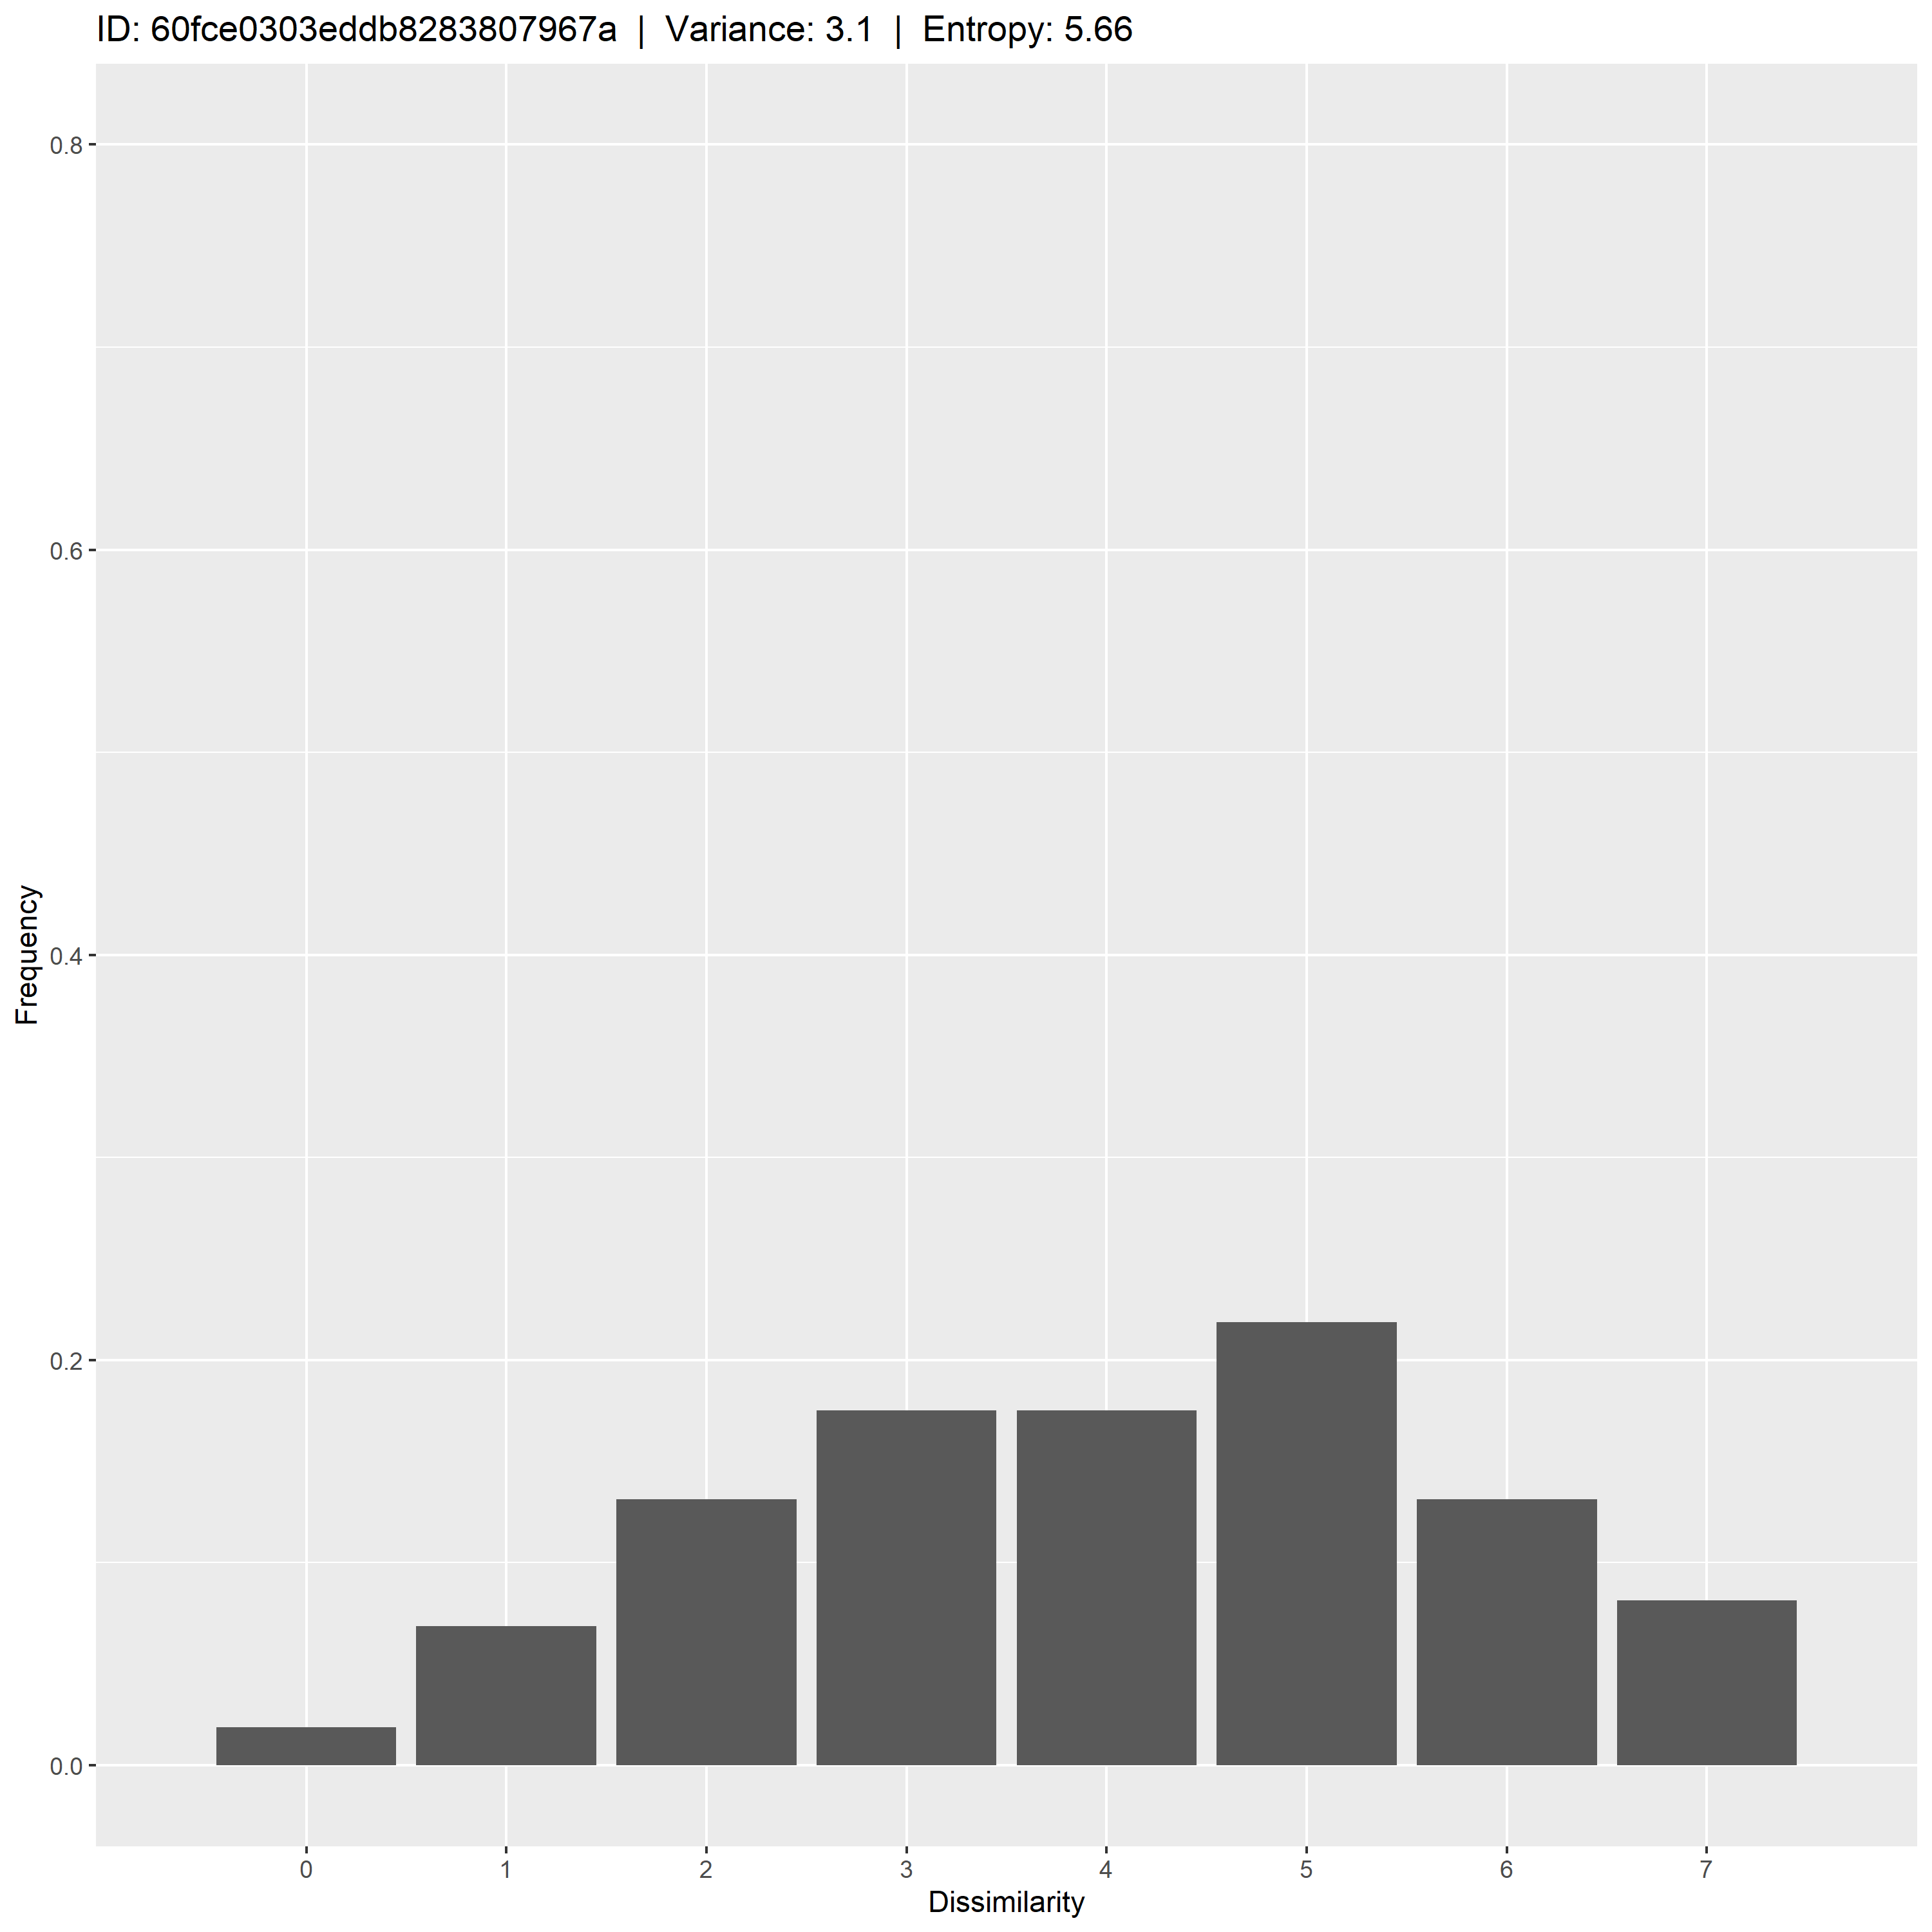 ID: 60fce0303eddb8283807967a | Variance: 3.1 | Entropy: 5.66
Frequency
0.8
0.6
0.4
0.2
0.0
0 1 2 3 4 5 6 7
Dissimilarity